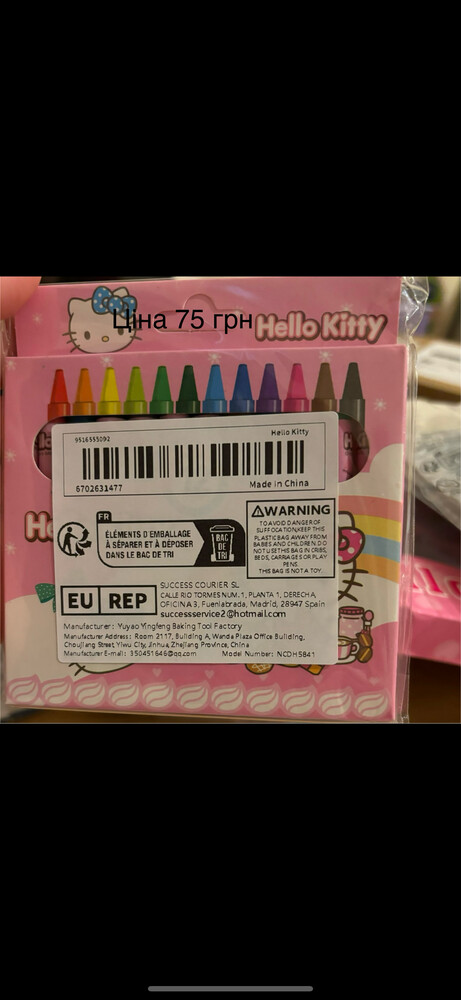 Ціна 75 грн
Hello Kitty
9516355092
Hello Kitty
6702631477
Made in China
FR
ÉLÉMENTS D'EMBALLAGE
À SÉPARER ET À DÉPOSER
DANS LE BAC DE TRI
BAC
DE
TRI
⚠WARNING
TO AVOID DANGER OF
SUFFOCATION,KEEP THIS
PLASTIC BAG AWAY FROM
BABIES AND CHILDREN. DO
NOT USE THIS BAG IN CRIBS,
BEDS, CARRIAGES OR PLAY
PENS.
THIS BAG IS NOT A TOY.
EU REP
SUCCESS COURIER SL
CALLE RIO TORMES NUM. 1, PLANTA 1, DERECHA,
OFICINA 3, Fuenlabrada, Madrid, 28947 Spain
successservice2@hotmail.com
Manufacturer: Yuyao Yingfeng Baking Tool Factory
Manufacturer Address: Room 2117, Building A, Wanda Plaza Office Building,
Choujiang Street, Yiwu City, Jinhua, Zhejiang Province, China
Manufacturer E-mail: 350451646@qq.com Model Number: NCDH5841